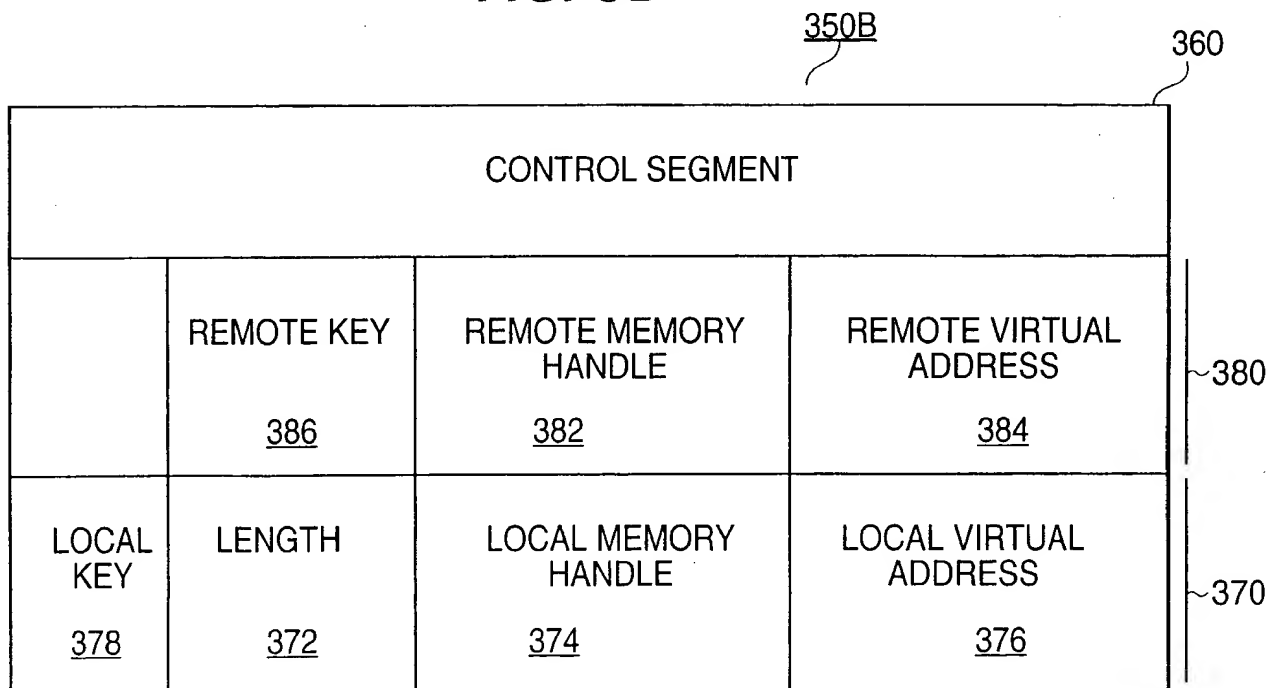 350B
360
CONTROL SEGMENT
REMOTE KEY
386
REMOTE MEMORY
HANDLE
382
REMOTE VIRTUAL
ADDRESS
384
380
LOCAL
KEY
378
LENGTH
372
LOCAL MEMORY
HANDLE
374
LOCAL VIRTUAL
ADDRESS
376
370